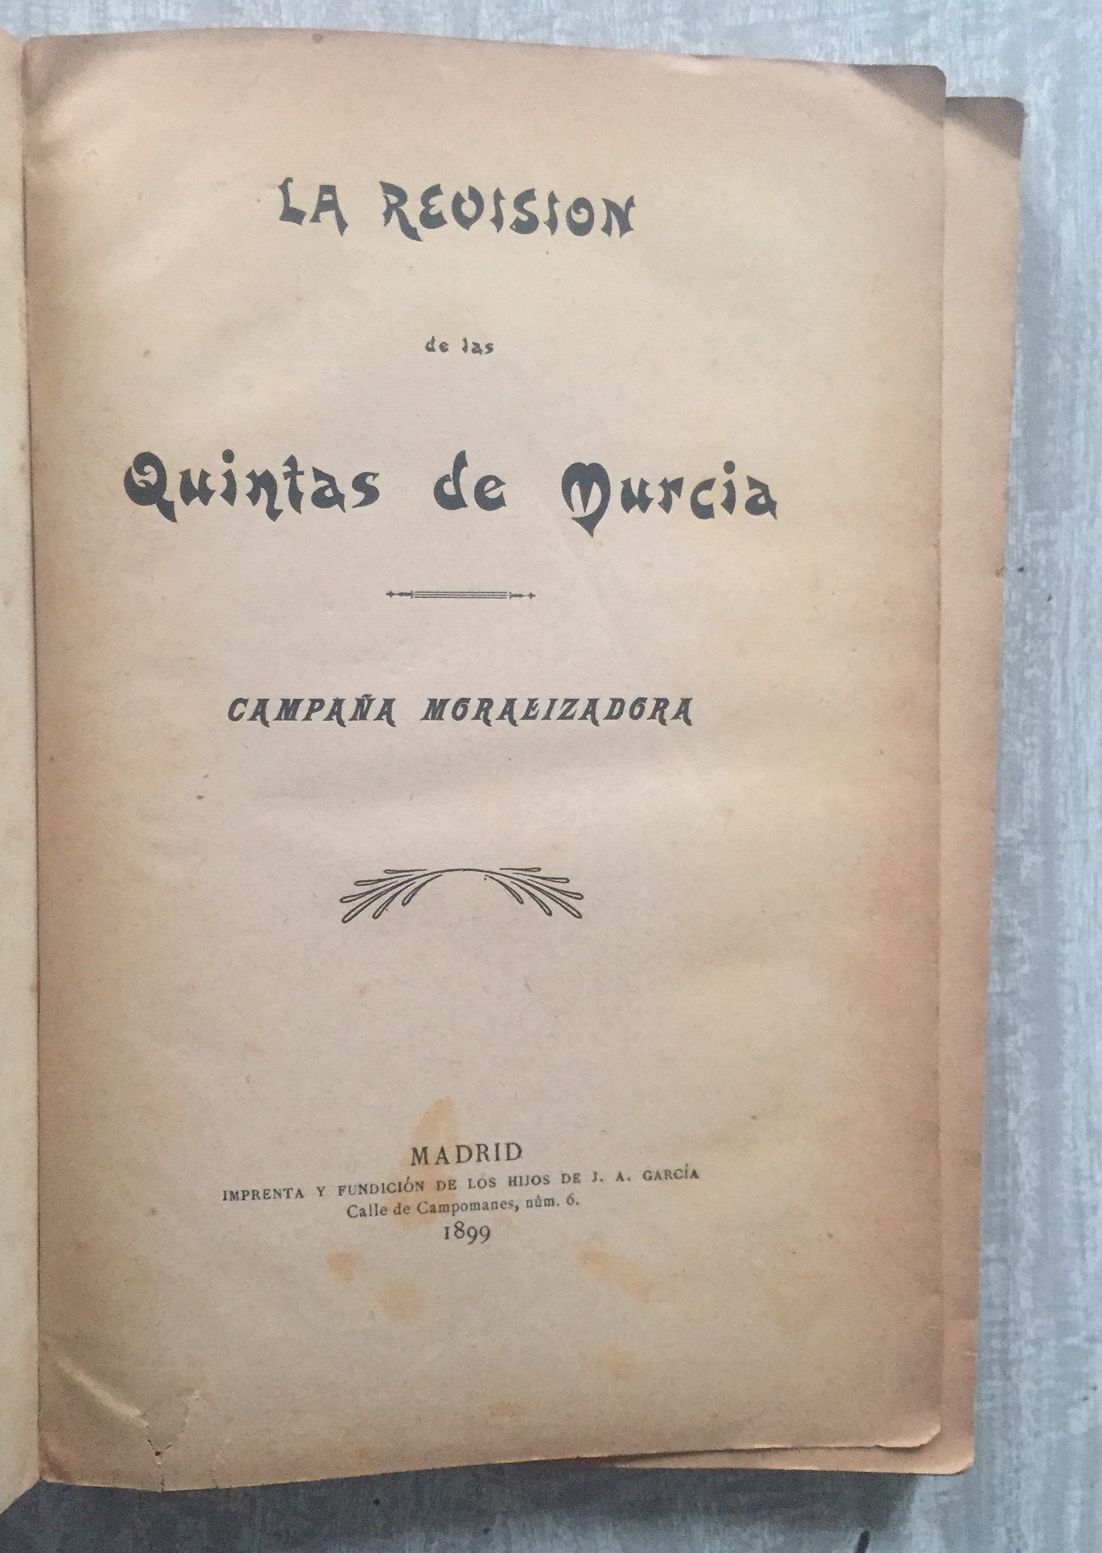 LA REVISION
de las
Quintas de Murcia
CAMPAÑA MORALIZADORA
MADRID
IMPRENTA Y FUNDICIÓN DE LOS HIJOS DE J. A. GARCÍA
Calle de Campomanes, núm. 6.
1899